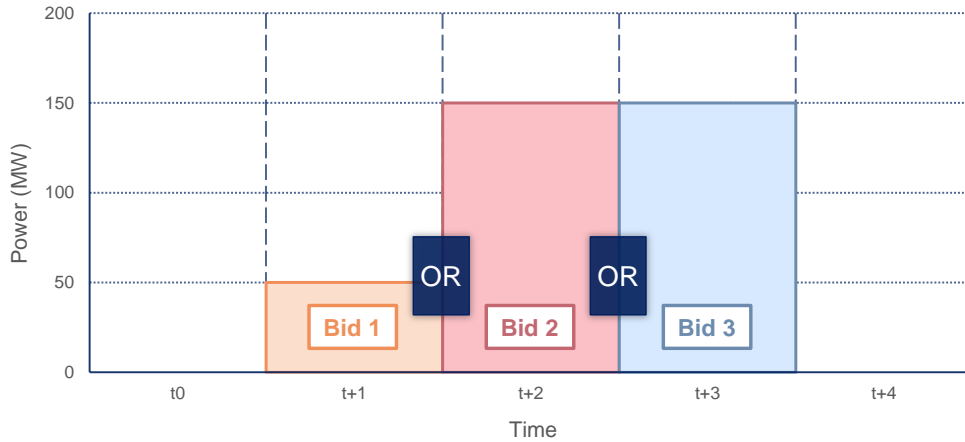 200
150
100
50
0
Power (MW)
OR
OR
Bid 1
Bid 2
Bid 3
t0
t+1
t+2
t+3
t+4
Time